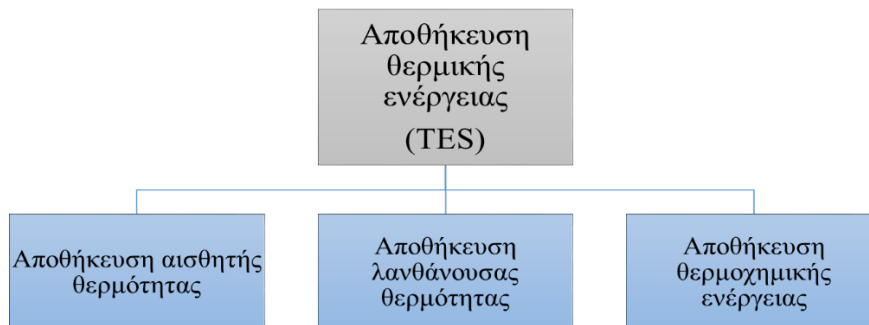 Αποθήκευση
θερμικής
ενέργειας
(TES)
Αποθήκευση αισθητής
θερμότητας
Αποθήκευση
λανθάνουσας
θερμότητας
Αποθήκευση
θερμοχημικής
ενέργειας